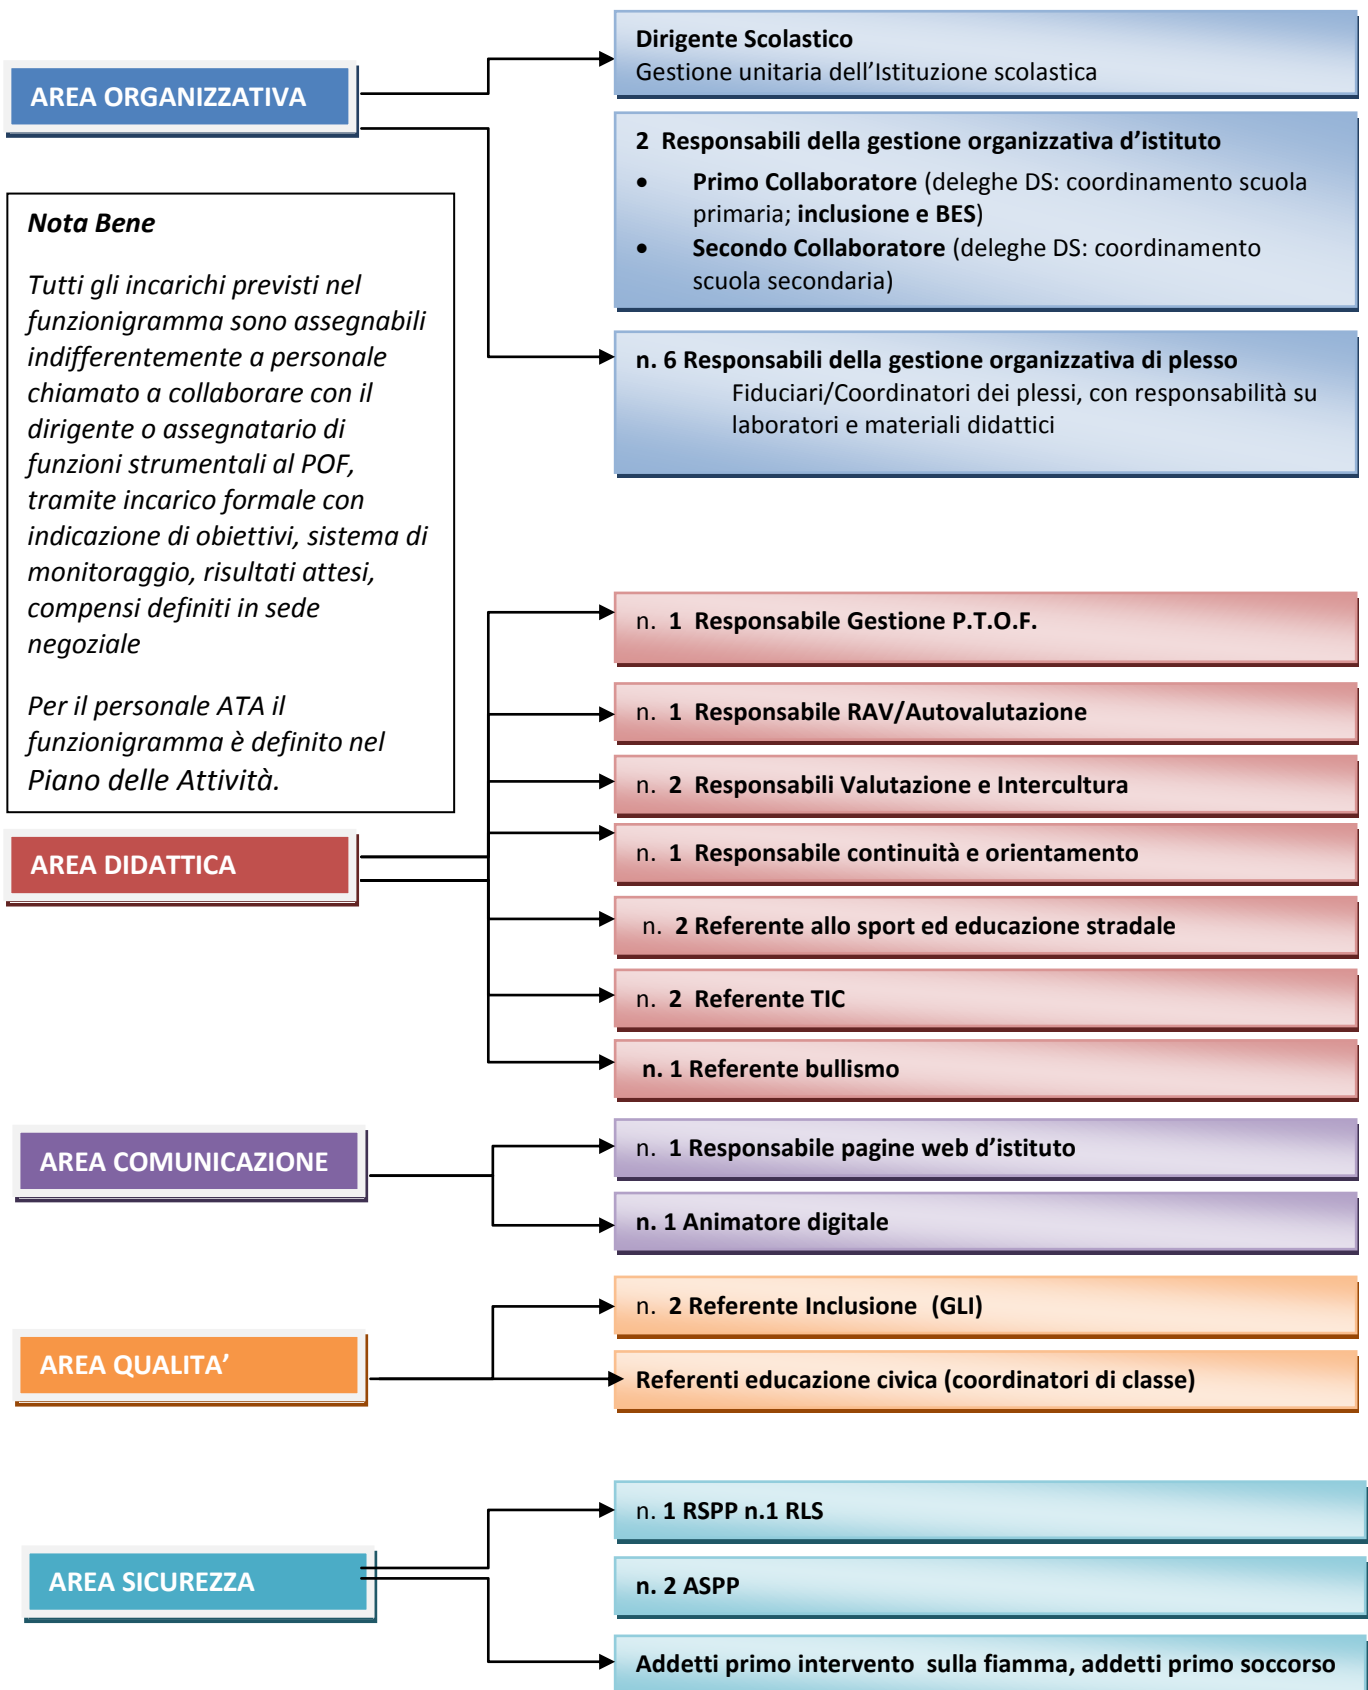 AREA ORGANIZZATIVA
Dirigente Scolastico
Gestione unitaria dell’Istituzione scolastica
2 Responsabili della gestione organizzativa d’istituto
• Primo Collaboratore (deleghe DS: coordinamento scuola
primaria; inclusione e BES)
• Secondo Collaboratore (deleghe DS: coordinamento
scuola secondaria)
n. 6 Responsabili della gestione organizzativa di plesso
Fiduciari/Coordinatori dei plessi, con responsabilità su
laboratori e materiali didattici
Nota Bene
Tutti gli incarichi previsti nel
funzionigramma sono assegnabili
indifferentemente a personale
chiamato a collaborare con il
dirigente o assegnatario di
funzioni strumentali al POF,
tramite incarico formale con
indicazione di obiettivi, sistema di
monitoraggio, risultati attesi,
compensi definiti in sede
negoziale
Per il personale ATA il
funzionigramma è definito nel
Piano delle Attività.
AREA DIDATTICA
n. 1 Responsabile Gestione P.T.O.F.
n. 1 Responsabile RAV/Autovalutazione
n. 2 Responsabili Valutazione e Intercultura
n. 1 Responsabile continuità e orientamento
n. 2 Referente allo sport ed educazione stradale
n. 2 Referente TIC
n. 1 Referente bullismo
AREA COMUNICAZIONE
n. 1 Responsabile pagine web d’istituto
n. 1 Animatore digitale
AREA QUALITA’
n. 2 Referente Inclusione (GLI)
Referenti educazione civica (coordinatori di classe)
AREA SICUREZZA
n. 1 RSPP n.1 RLS
n. 2 ASPP
Addetti primo intervento sulla fiamma, addetti primo soccorso